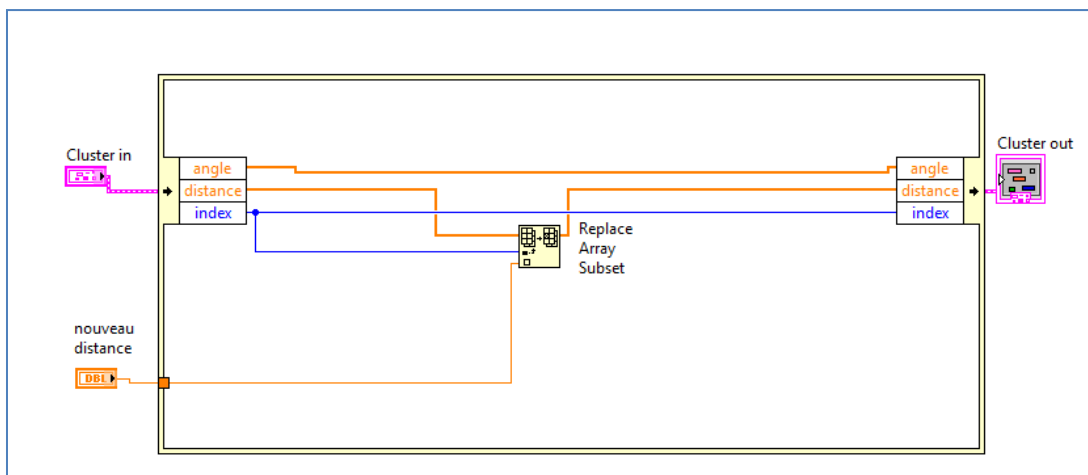 Cluster in
angle
distance
index
Replace
Array
Subset
angle
distance
index
Cluster out
nouveau
distance
DBL